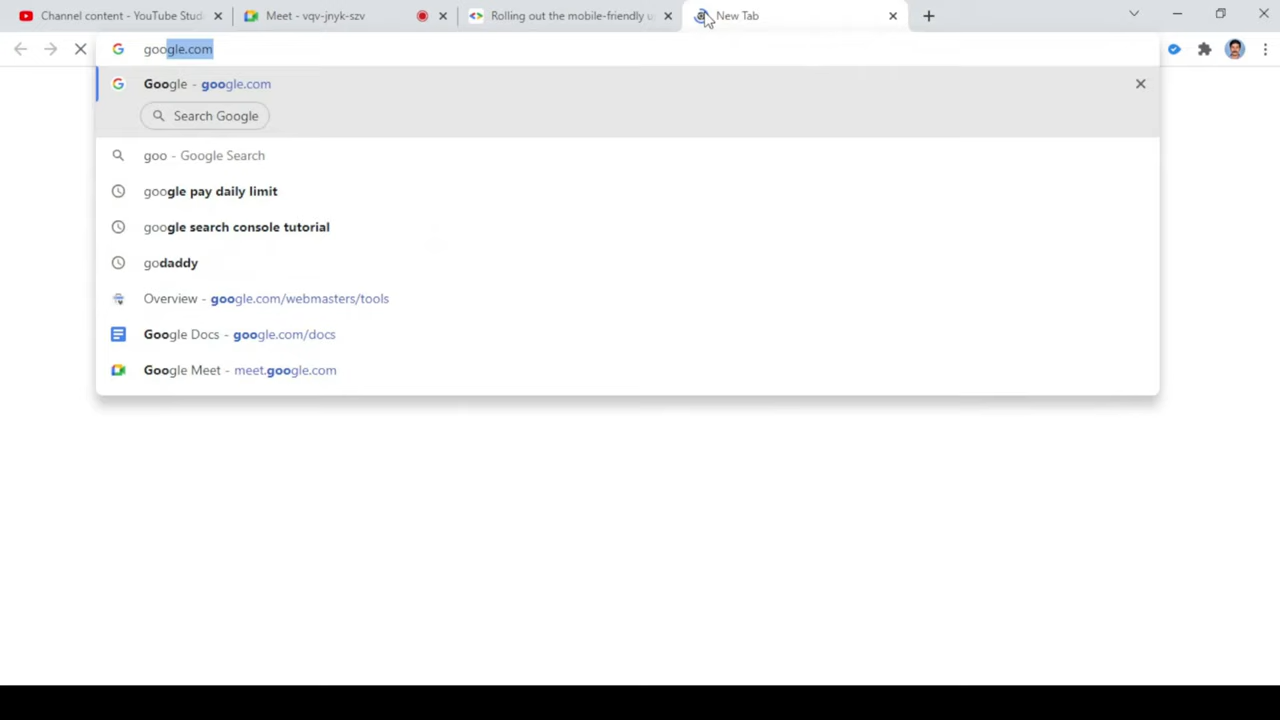 Channel content - YouTube Stud
Meet - vqv-jnyk-szv
Rolling out the mobile-friendly u
New Tab
google.com
Google - google.com
Search Google
goo - Google Search
google pay daily limit
google search console tutorial
godaddy
Overview - google.com/webmasters/tools
Google Docs - google.com/docs
Google Meet - meet.google.com